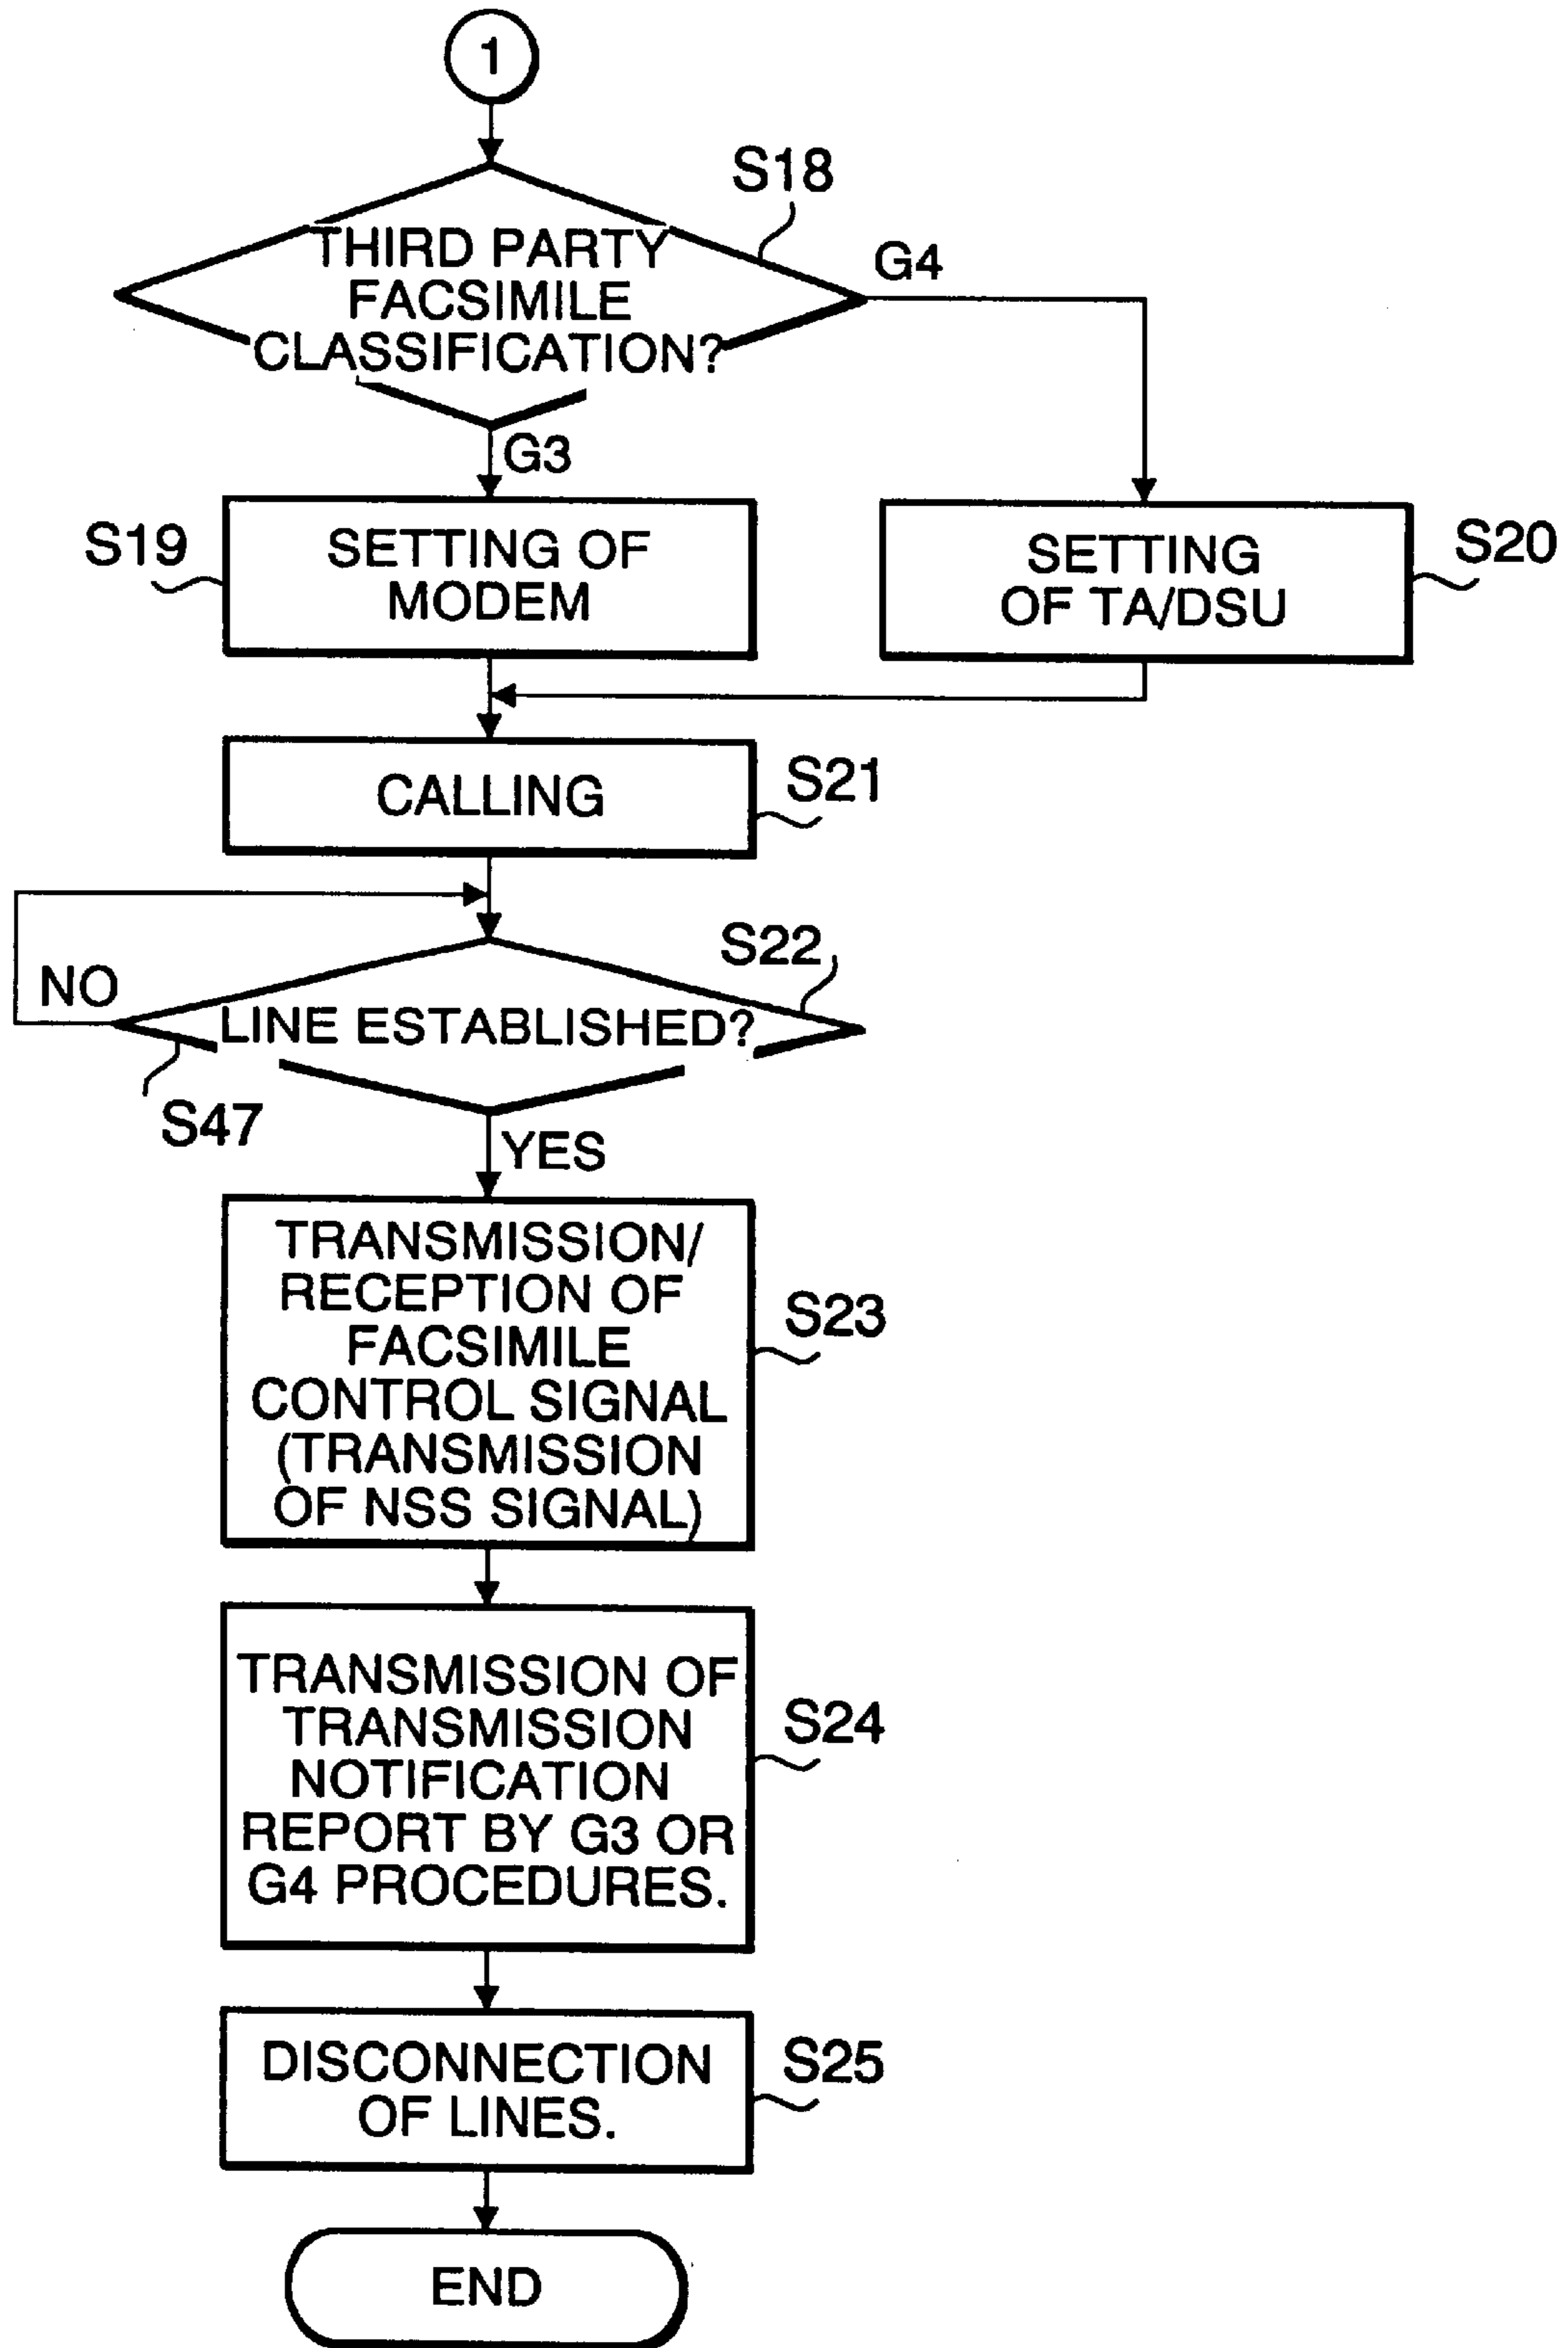 1
S18
THIRD PARTY
FACSIMILE
CLASSIFICATION?
G4
G3
S19
SETTING OF
MODEM
SETTING
OF TA/DSU
S20
CALLING
S21
S22
NO
LINE ESTABLISHED?
S47
YES
TRANSMISSION/
RECEPTION OF
FACSIMILE
CONTROL SIGNAL
(TRANSMISSION
OF NSS SIGNAL)
S23
TRANSMISSION OF
TRANSMISSION
NOTIFICATION
REPORT BY G3 OR
G4 PROCEDURES.
S24
DISCONNECTION
OF LINES.
S25
END